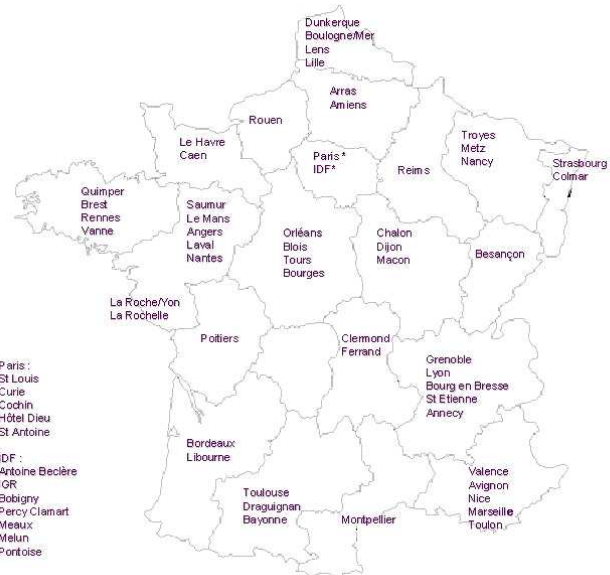 Dunkerque
Boulogne/Mer
Lens
Lille
Arras
Amiens
Rouen
Le Havre
Caen
Paris *
IDF*
Reims
Troyes
Metz
Nancy
Strasbourg
Colmar
Quimper
Brest
Rennes
Vanne
Saumur
Le Mans
Angers
Laval
Nantes
Orléans
Blois
Tours
Bourges
Chalon
Dijon
Macon
Besançon
La Roche/Yon
La Rochelle
Poitiers
Clermond
Ferrand
Grenoble
Lyon
Bourg en Bresse
St Etienne
Annecy
Paris :
St Louis
Curie
Cochin
Hôtel Dieu
St Antoine
IDF :
Antoine Beclère
IGR
Bobigny
Percy Clamart
Meaux
Melun
Pontoise
Bordeaux
Libourne
Toulouse
Draguignan
Bayonne
Montpellier
Valence
Avignon
Nice
Marseille
Toulon